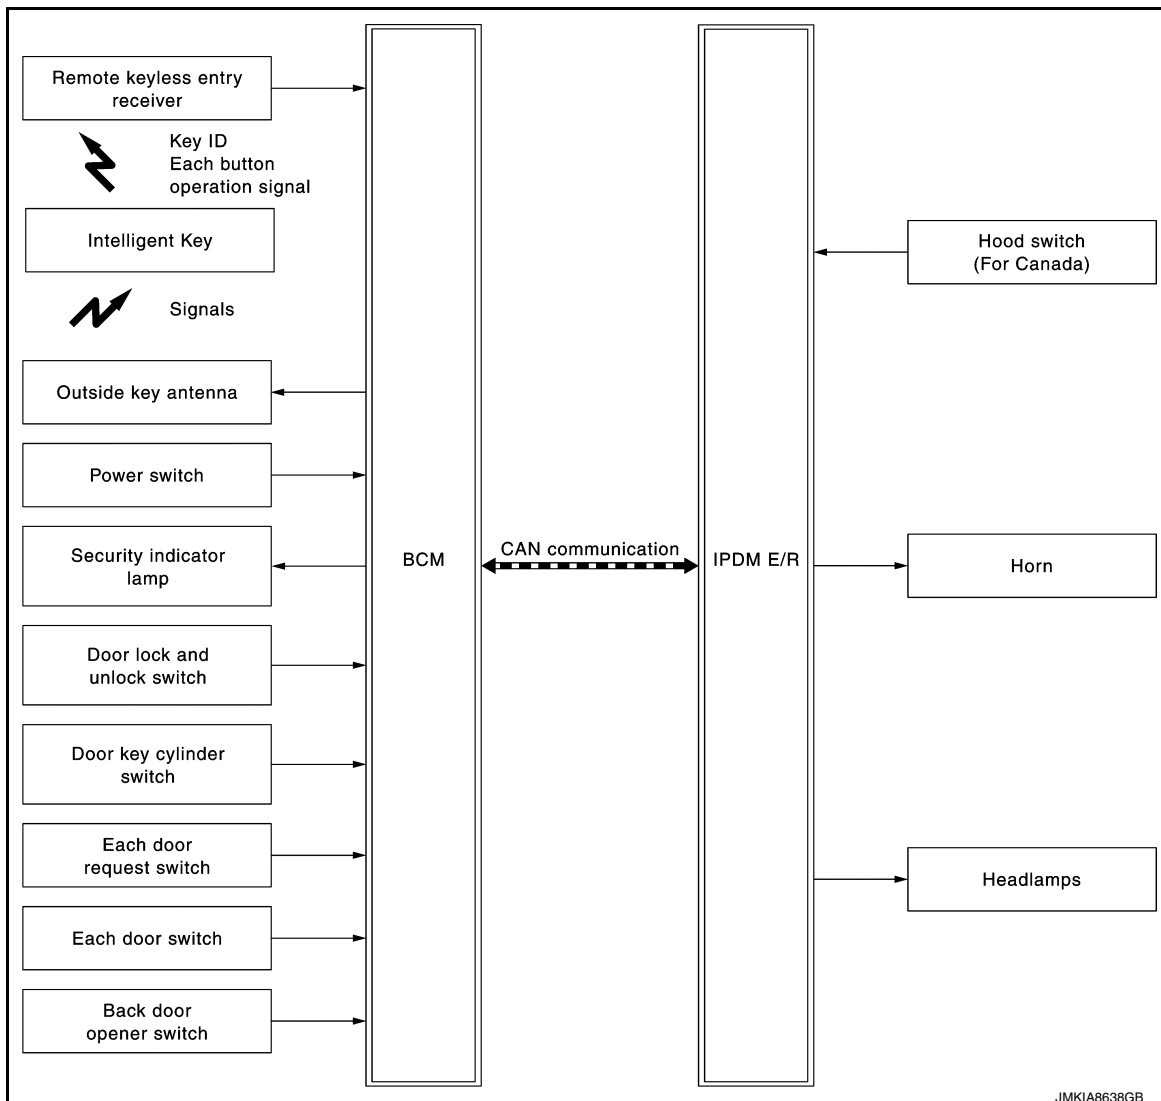 Remote keyless entry
receiver
Key ID
Each button
operation signal
Intelligent Key
Signals
Outside key antenna
Power switch
Security indicator
lamp
Door lock and
unlock switch
Door key cylinder
switch
Each door
request switch
Each door switch
Back door
opener switch
BCM
CAN communication
IPDM E/R
Hood switch
(For Canada)
Horn
Headlamps
JMKIA8638GB